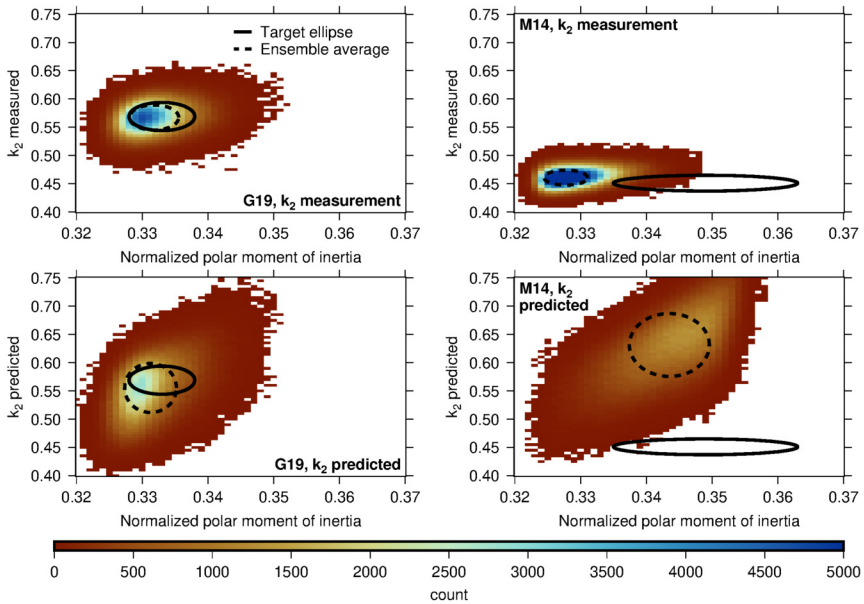 0.75
0.70
0.65
0.60
0.55
0.50
0.45
0.40
k2 measured
Target ellipse
Ensemble average
G19, k2 measurement
0.32 0.33 0.34 0.35 0.36 0.37
Normalized polar moment of inertia
0.75
0.70
0.65
0.60
0.55
0.50
0.45
0.40
k2 measured
M14, k2 measurement
0.32 0.33 0.34 0.35 0.36 0.37
Normalized polar moment of inertia
0.75
0.70
0.65
0.60
0.55
0.50
0.45
0.40
k2 predicted
G19, k2 predicted
0.32 0.33 0.34 0.35 0.36 0.37
Normalized polar moment of inertia
0.75
0.70
0.65
0.60
0.55
0.50
0.45
0.40
k2 predicted
M14, k2
predicted
0.32 0.33 0.34 0.35 0.36 0.37
Normalized polar moment of inertia
0 500 1000 1500 2000 2500 3000 3500 4000 4500 5000
count